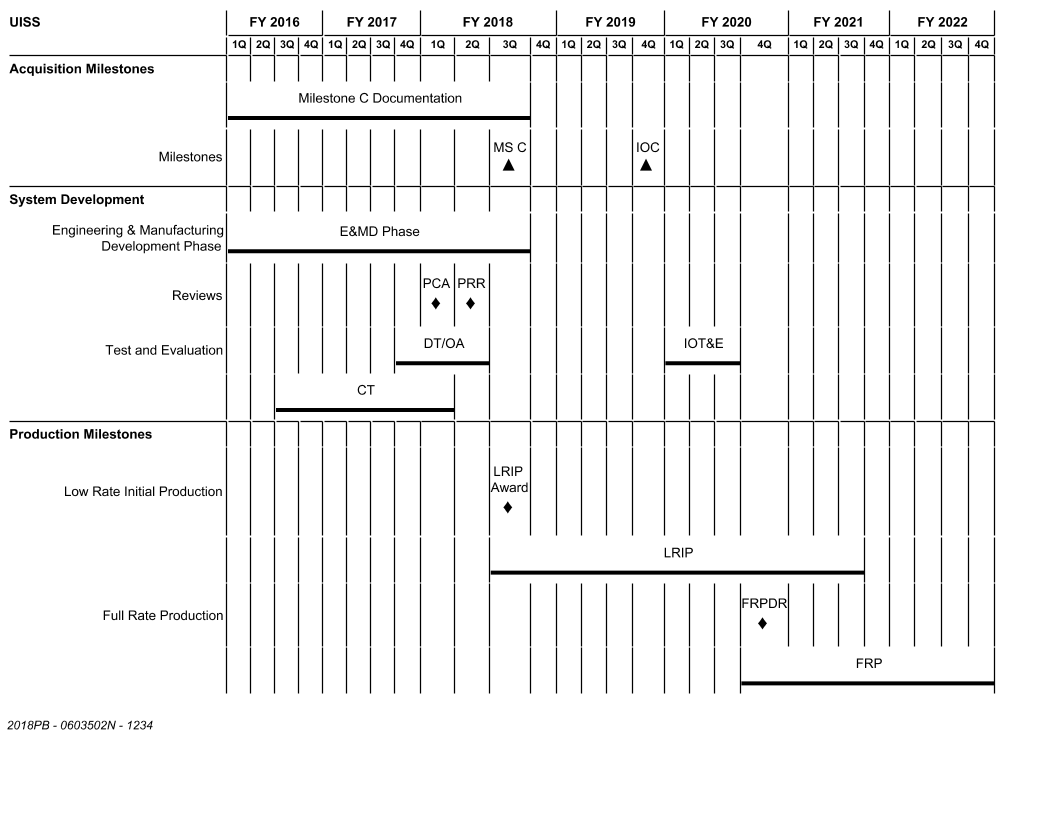 UISS FY 2016 FY 2017 FY 2018 FY 2019 FY 2020 FY 2021 FY 2022
1Q 2Q 3Q 4Q 1Q 2Q 3Q 4Q 1Q 2Q 3Q 4Q 1Q 2Q 3Q 4Q 1Q 2Q 3Q 4Q 1Q 2Q 3Q 4Q 1Q 2Q 3Q 4Q
Acquisition Milestones
Milestone C Documentation
MS C IOC
Milestones
System Development
Engineering & Manufacturing
Development Phase
E&MD Phase
PCA PRR
Reviews
DT/OA IOT&E
Test and Evaluation
CT
Production Milestones
LRIP
Award
Low Rate Initial Production
LRIP
FRPDR
Full Rate Production
FRP
2018PB - 0603502N - 1234